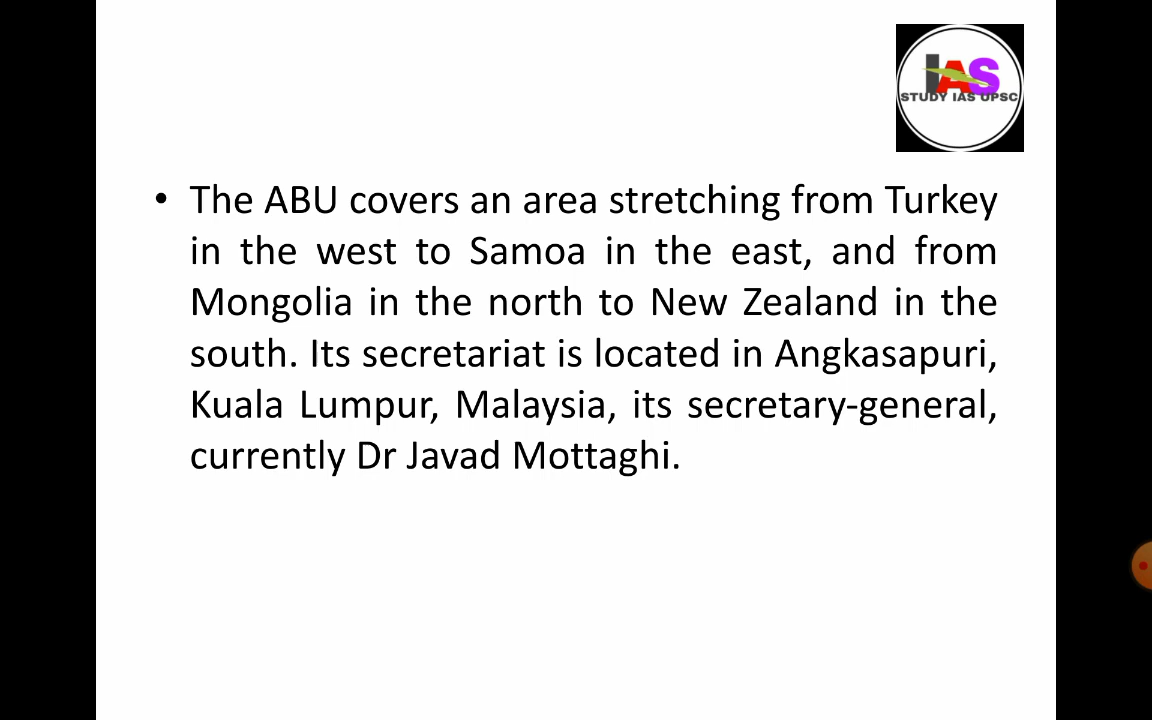 IAS
STUDY IAS UPSC
• The ABU covers an area stretching from Turkey
in the west to Samoa in the east, and from
Mongolia in the north to New Zealand in the
south. Its secretariat is located in Angkasapuri,
Kuala Lumpur, Malaysia, its secretary-general,
currently Dr Javad Mottaghi.